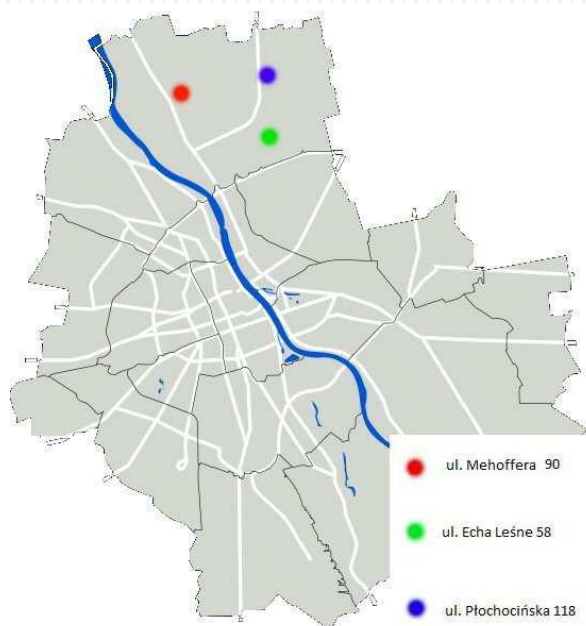 ul. Mehoffera 90
ul. Echa Leśne 58
ul. Płochocińska 118